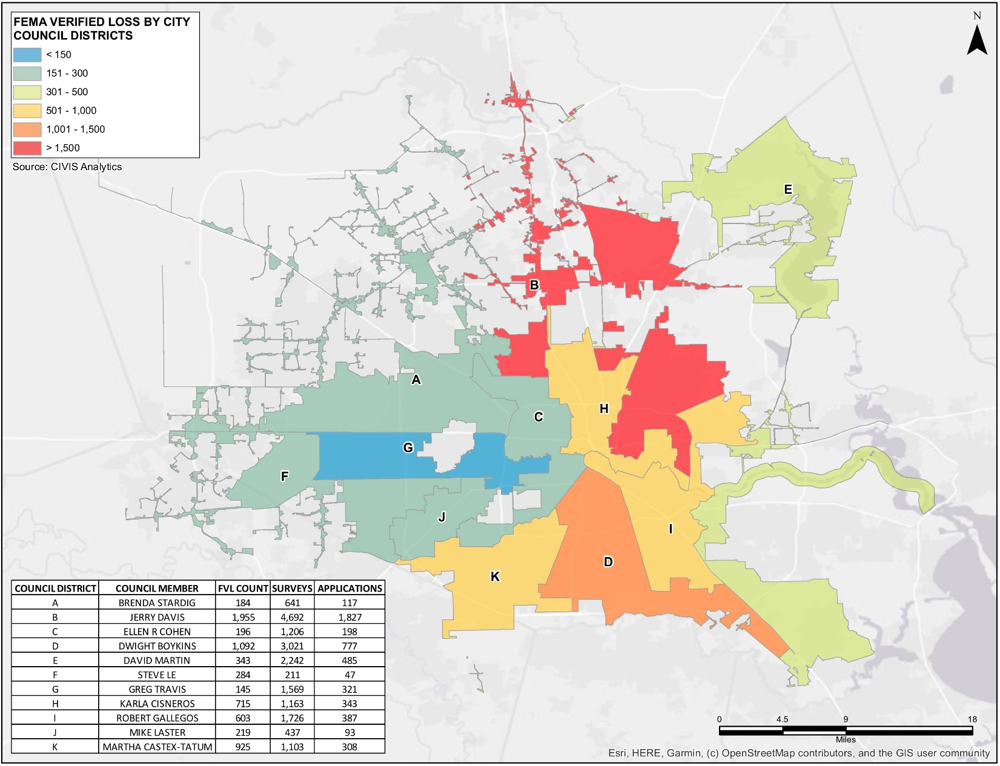 FEMA VERIFIED LOSS BY CITY
COUNCIL DISTRICTS
< 150
151 - 300
301 - 500
501 - 1,000
1,001 - 1,500
> 1,500
Source: CIVIS Analytics
N
E
B
A
H
C
G
F
J
I
D
K
COUNCIL DISTRICT COUNCIL MEMBER FVL COUNT SURVEYS APPLICATIONS
A BRENDA STARDIG 184 641 117
B JERRY DAVIS 1,955 4,692 1,827
C ELLEN R COHEN 196 1,206 198
D DWIGHT BOYKINS 1,092 3,021 777
E DAVID MARTIN 343 2,242 485
F STEVE LE 284 211 47
G GREG TRAVIS 145 1,569 321
H KARLA CISNEROS 715 1,163 343
I ROBERT GALLEGOS 603 1,726 387
J MIKE LASTER 219 437 93
K MARTHA CASTEX-TATUM 925 1,103 308
0 4.5 9 18
Miles
Esri, HERE, Garmin, (c) OpenStreetMap contributors, and the GIS user community